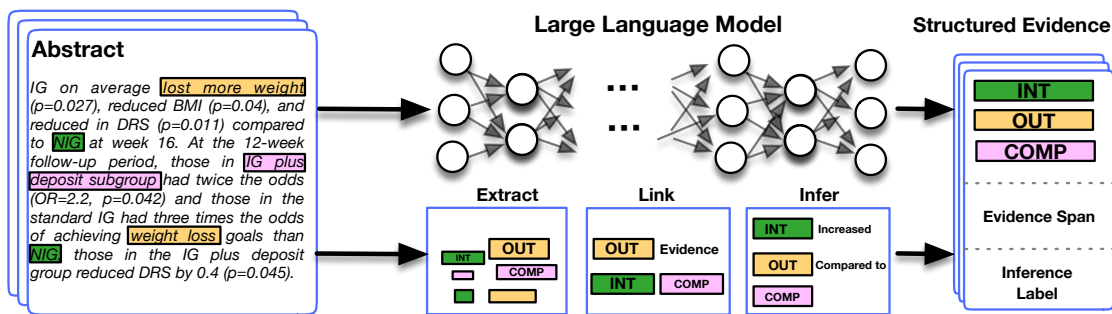 Abstract
IG on average lost more weight
(p=0.027), reduced BMI (p=0.04), and
reduced in DRS (p=0.011) compared
to NIG at week 16. At the 12-week
follow-up period, those in IG plus
deposit subgroup had twice the odds
(OR=2.2, p=0.042) and those in the
standard IG had three times the odds
of achieving weight loss goals than
NIG, those in the IG plus deposit
group reduced DRS by 0.4 (p=0.045).
Large Language Model
... ...
... ...
Extract
INT
OUT
COMP
Link
OUT Evidence
INT COMP
Infer
INT Increased
OUT Compared to
COMP
Structured Evidence
INT
OUT
COMP
Evidence Span
Inference
Label